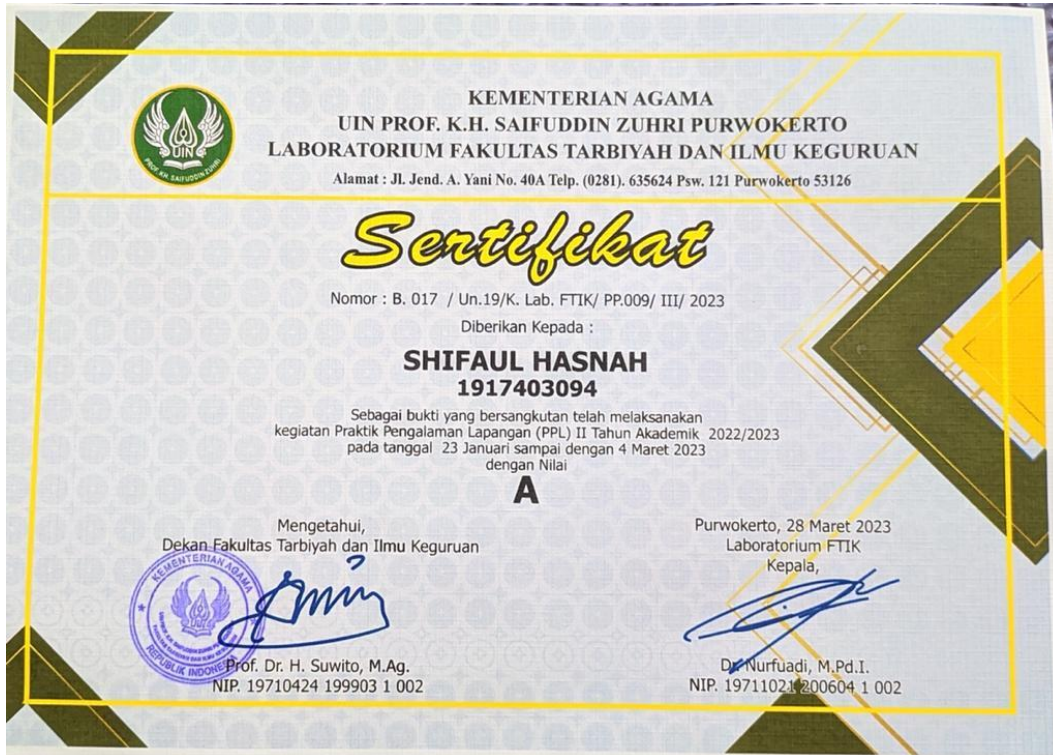 KEMENTERIAN AGAMA
UIN PROF. K.H. SAIFUDDIN ZUHRI PURWOKERTO
LABORATORIUM FAKULTAS TARBIYAH DAN ILMU KEGURUAN
Alamat : Jl. Jend. A. Yani No. 40A Telp. (0281). 635624 Psw. 121 Purwokerto 53126
UIN
PROF. KH. SAIFUDDIN ZUHRI
Sertifikat
Nomor : B. 017 / Un.19/K. Lab. FTIK/ PP.009/ III/ 2023
Diberikan Kepada :
SHIFAUL HASNAH
1917403094
Sebagai bukti yang bersangkutan telah melaksanakan
kegiatan Praktik Pengalaman Lapangan (PPL) II Tahun Akademik 2022/2023
pada tanggal 23 Januari sampai dengan 4 Maret 2023
dengan Nilai
A
Mengetahui,
Dekan Fakultas Tarbiyah dan Ilmu Keguruan
KEMENTERIAN AGAMA
REPUBLIK INDONESIA
Prof. Dr. H. Suwito, M.Ag.
NIP. 19710424 199903 1 002
Purwokerto, 28 Maret 2023
Laboratorium FTIK
Kepala,
Dr. Nurfuadi, M.Pd.I.
NIP. 19711021 200604 1 002